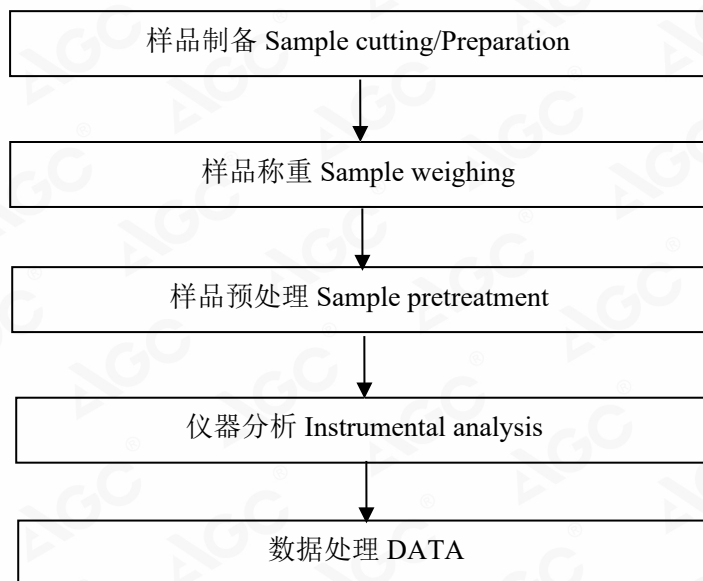 样品制备 Sample cutting/Preparation
样品称重 Sample weighing
样品预处理 Sample pretreatment
仪器分析 Instrumental analysis
数据处理 DATA